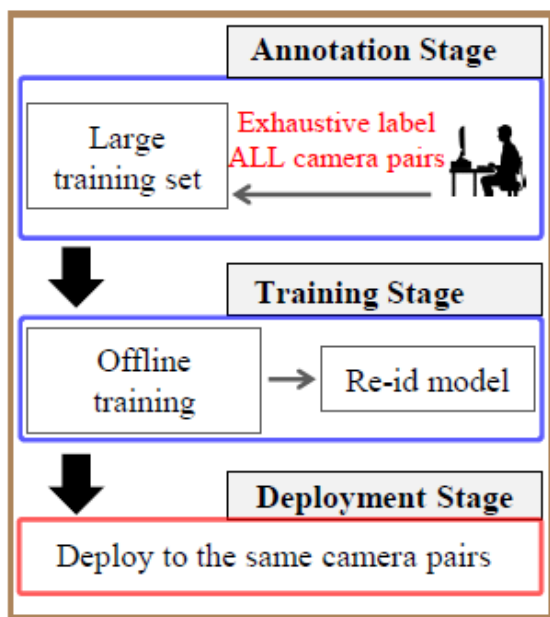 Annotation Stage
Large
training set
Exhaustive label
ALL camera pairs
Training Stage
Offline
training
Re-id model
Deployment Stage
Deploy to the same camera pairs